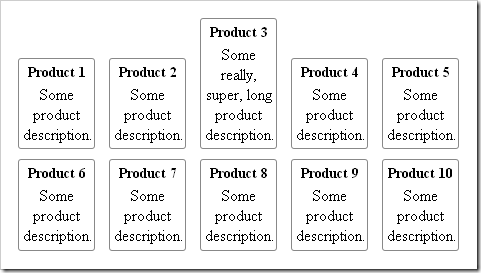 Product 1
Some
product
description.
Product 2
Some
product
description.
Product 3
Some
really,
super, long
product
description.
Product 4
Some
product
description.
Product 5
Some
product
description.
Product 6
Some
product
description.
Product 7
Some
product
description.
Product 8
Some
product
description.
Product 9
Some
product
description.
Product 10
Some
product
description.